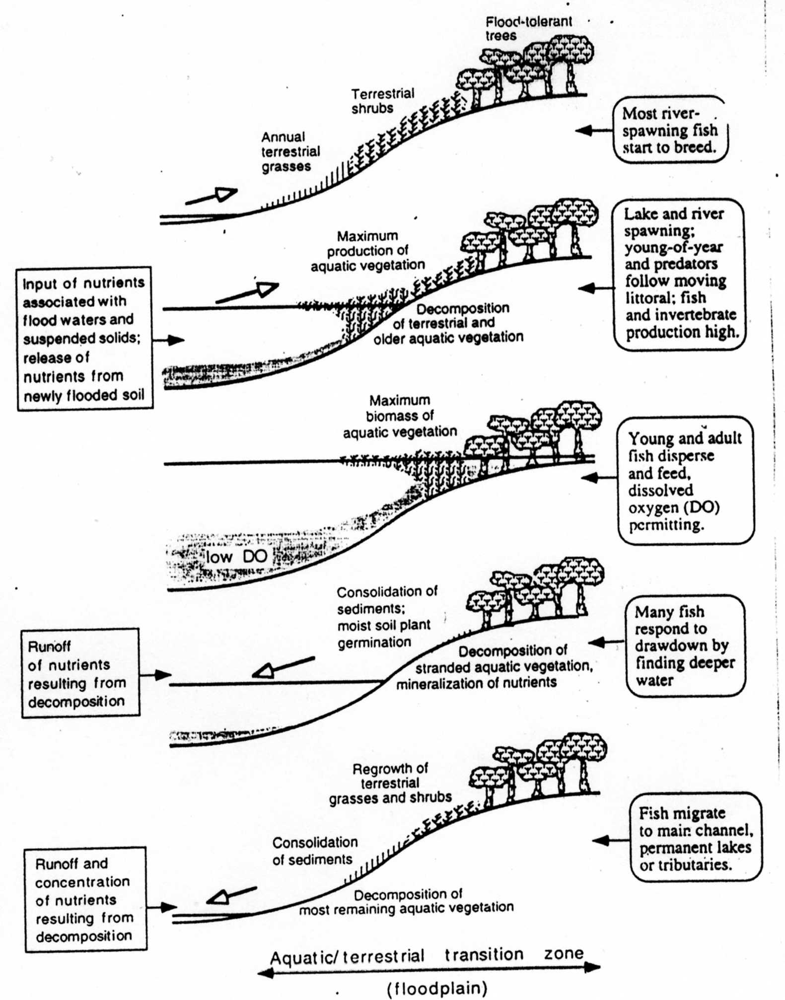 Flood-tolerant
trees
Terrestrial
shrubs
Annual
terrestrial
grasses
Most river-
spawning fish
start to breed.
Maximum
production of
aquatic vegetation
Input of nutrients
associated with
flood waters and
suspended solids;
release of
nutrients from
newly flooded soil
Decomposition
of terrestrial and
older aquatic vegetation
Lake and river
spawning;
young-of-year
and predators
follow moving
littoral; fish
and invertebrate
production high.
Maximum
biomass of
aquatic vegetation
low DO
Young and adult
fish disperse
and feed,
dissolved
oxygen (DO)
permitting.
Consolidation of
sediments;
moist soil plant
germination
Runoff
of nutrients
resulting from
decomposition
Decomposition of
stranded aquatic vegetation,
mineralization of nutrients
Many fish
respond to
drawdown by
finding deeper
water
Regrowth of
terrestrial
grasses and shrubs
Consolidation
of sediments
Runoff and
concentration
of nutrients
resulting from
decomposition
Decomposition of
most remaining aquatic vegetation
Fish migrate
to main channel,
permanent lakes
or tributaries.
Aquatic/terrestrial transition zone
(floodplain)